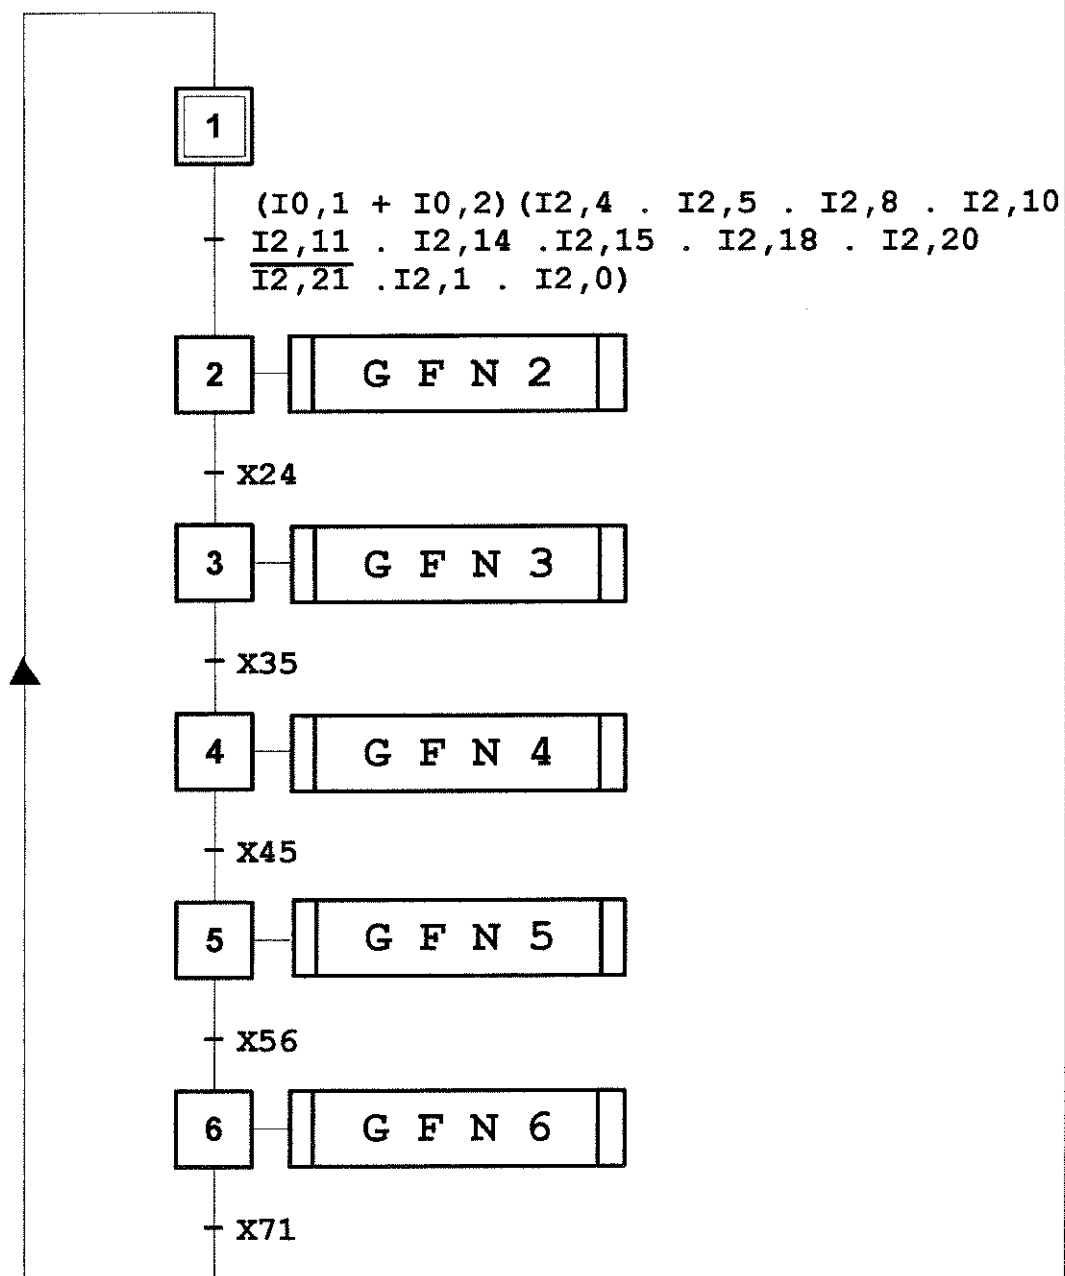 1
(I0,1 + I0,2)(I2,4 . I2,5 . I2,8 . I2,10
I2,11 . I2,14 .I2,15 . I2,18 . I2,20
I2,21 .I2,1 . I2,0)
2
G F N 2
X24
3
G F N 3
X35
4
G F N 4
X45
5
G F N 5
X56
6
G F N 6
X71